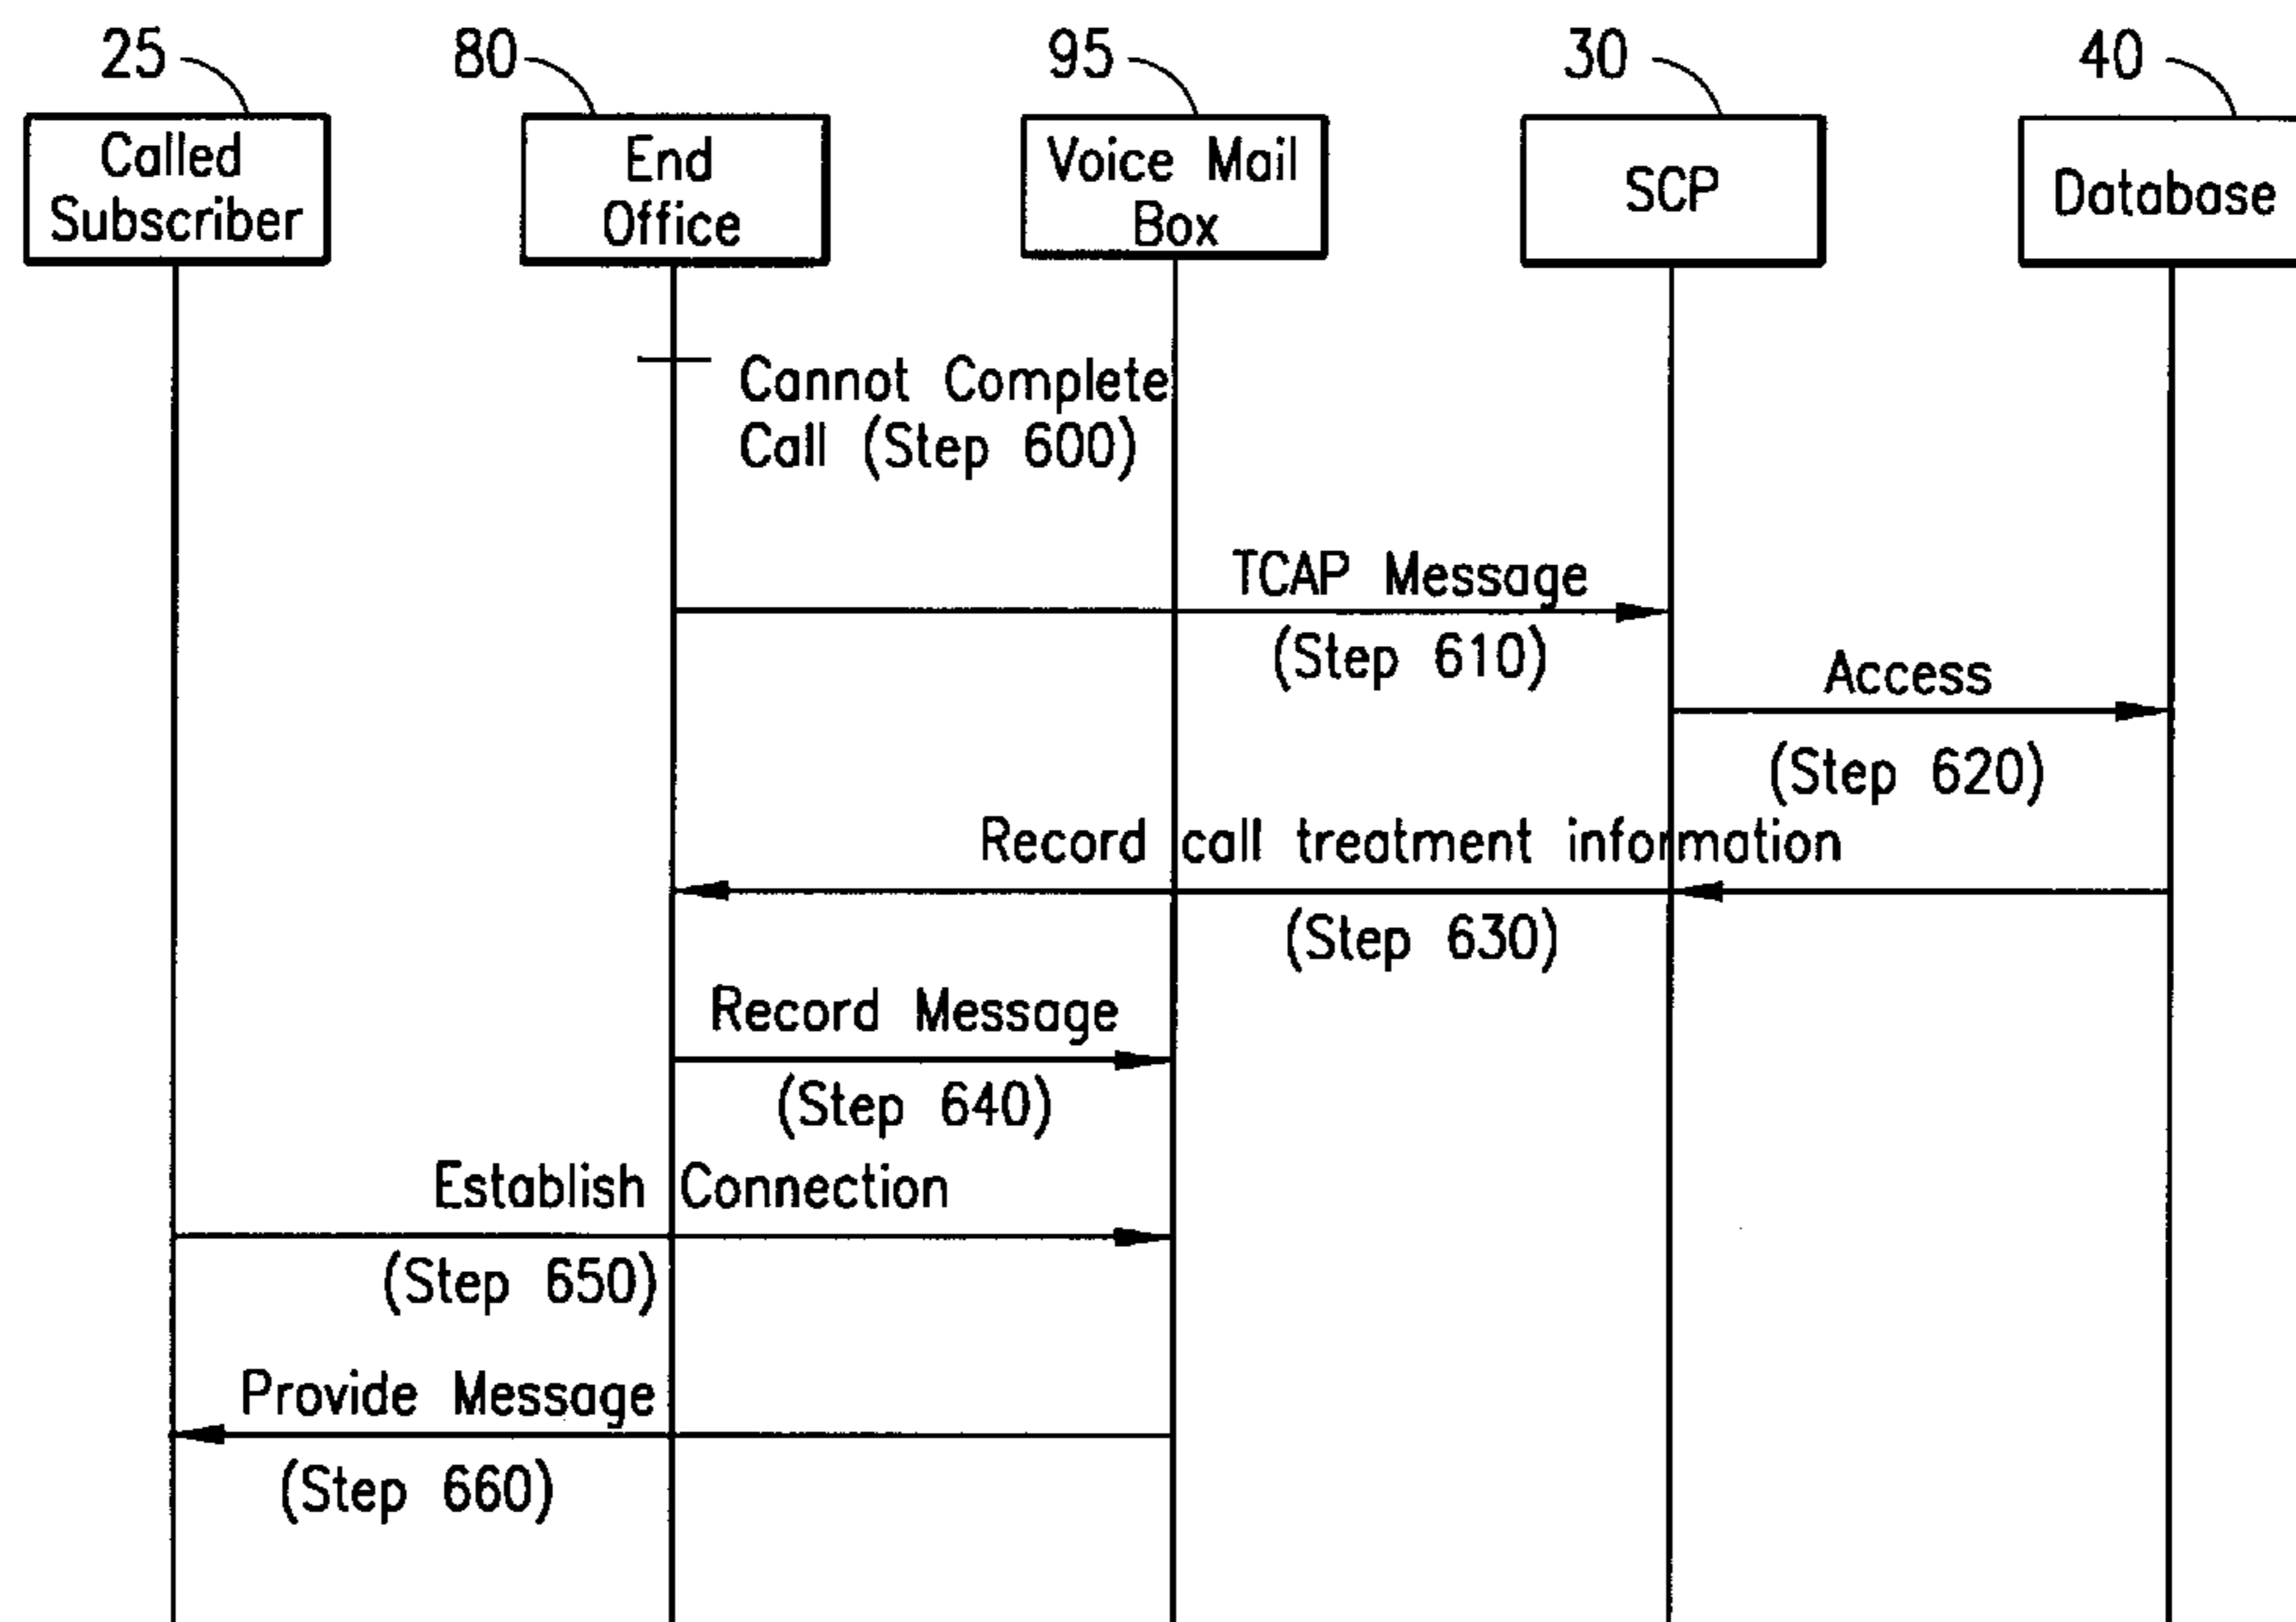 25
80
95
30
40
Called
Subscriber
End
Office
Voice Mail
Box
SCP
Database
Cannot Complete
Call (Step 600)
TCAP Message
(Step 610)
Access
(Step 620)
Record call treatment information
(Step 630)
Record Message
(Step 640)
Establish Connection
(Step 650)
Provide Message
(Step 660)